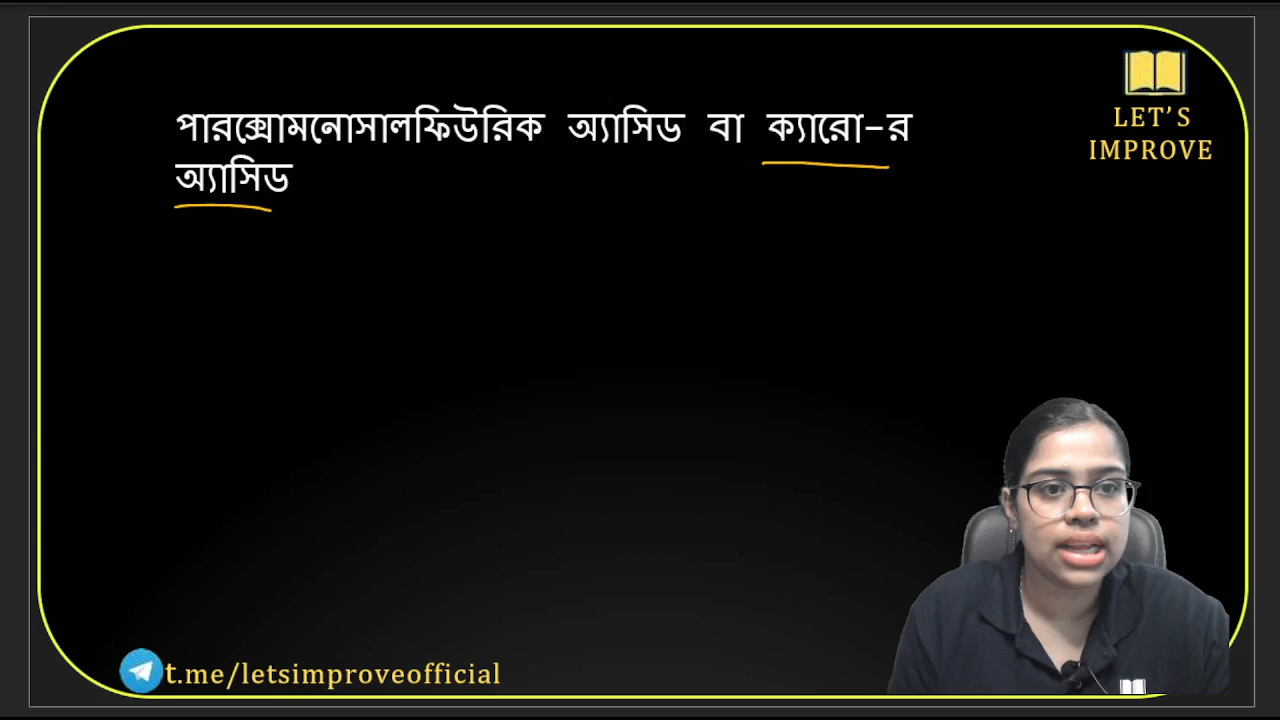 পারক্সোমনোসালফিউরিক অ্যাসিড বা ক্যারো-র
অ্যাসিড
LET'S
IMPROVE
t.me/letsimproveofficial